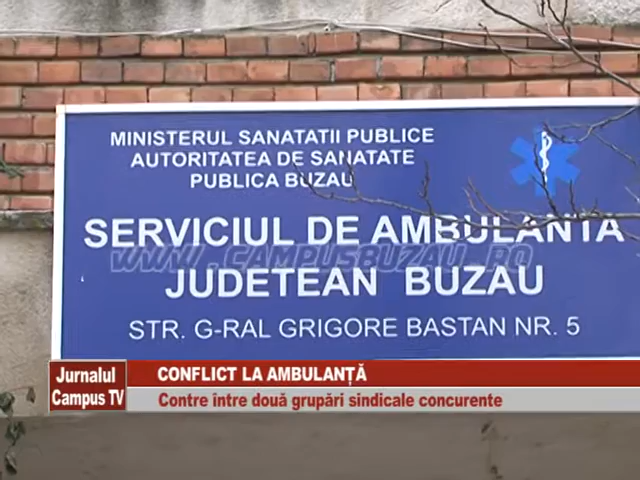 MINISTERUL SANATATII PUBLICE
AUTORITATEA DE SANATATE
PUBLICA BUZAU
SERVICIUL DE AMBULANTA
WWW.CAMPUSBUZAU.RO
JUDETEAN BUZAU
STR. G-RAL GRIGORE BASTAN NR. 5
Jurnalul
Campus TV
CONFLICT LA AMBULANȚĂ
Contre între două grupări sindicale concurente